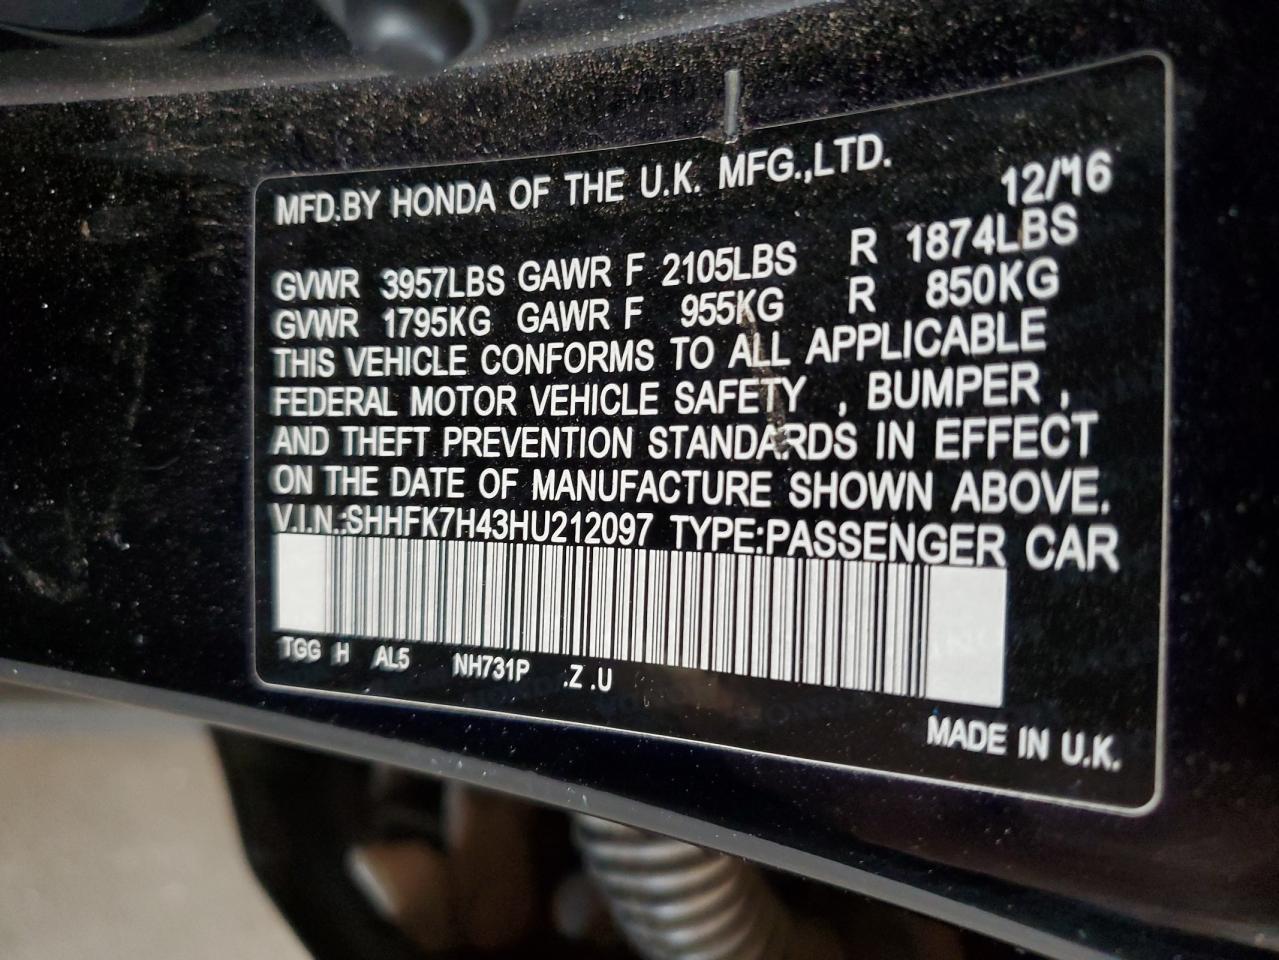 MFD.BY HONDA OF THE U.K. MFG.,LTD.
12/16
GVWR 3957LBS GAWR F 2105LBS R 1874LBS
GVWR 1795KG GAWR F 955KG R 850KG
THIS VEHICLE CONFORMS TO ALL APPLICABLE
FEDERAL MOTOR VEHICLE SAFETY , BUMPER ,
AND THEFT PREVENTION STANDARDS IN EFFECT
ON THE DATE OF MANUFACTURE SHOWN ABOVE.
V.I.N.:SHHFK7H43HU212097 TYPE:PASSENGER CAR
TGG H AL5 NH731P .Z .U
MADE IN U.K.